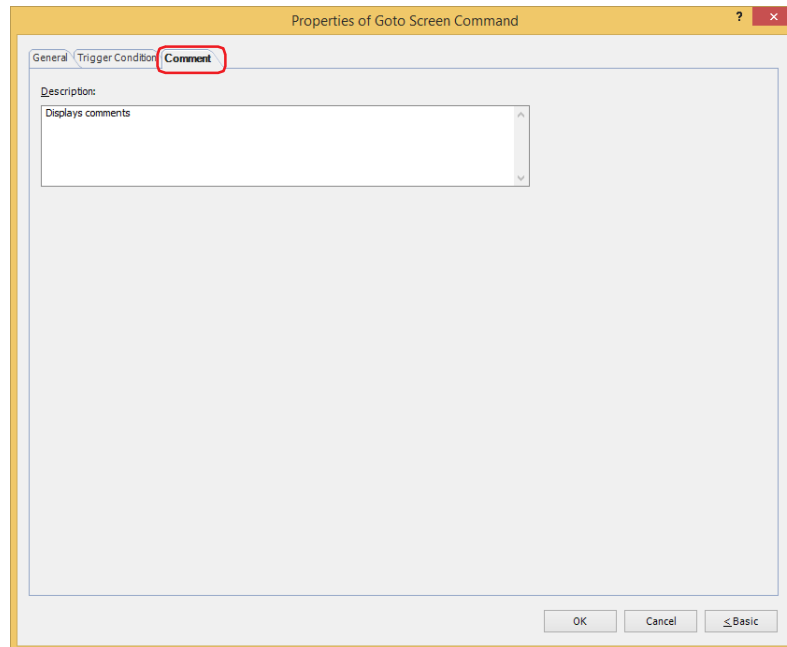 Properties of Goto Screen Command
? ×
General Trigger Condition Comment
Description:
Displays comments
OK Cancel < Basic